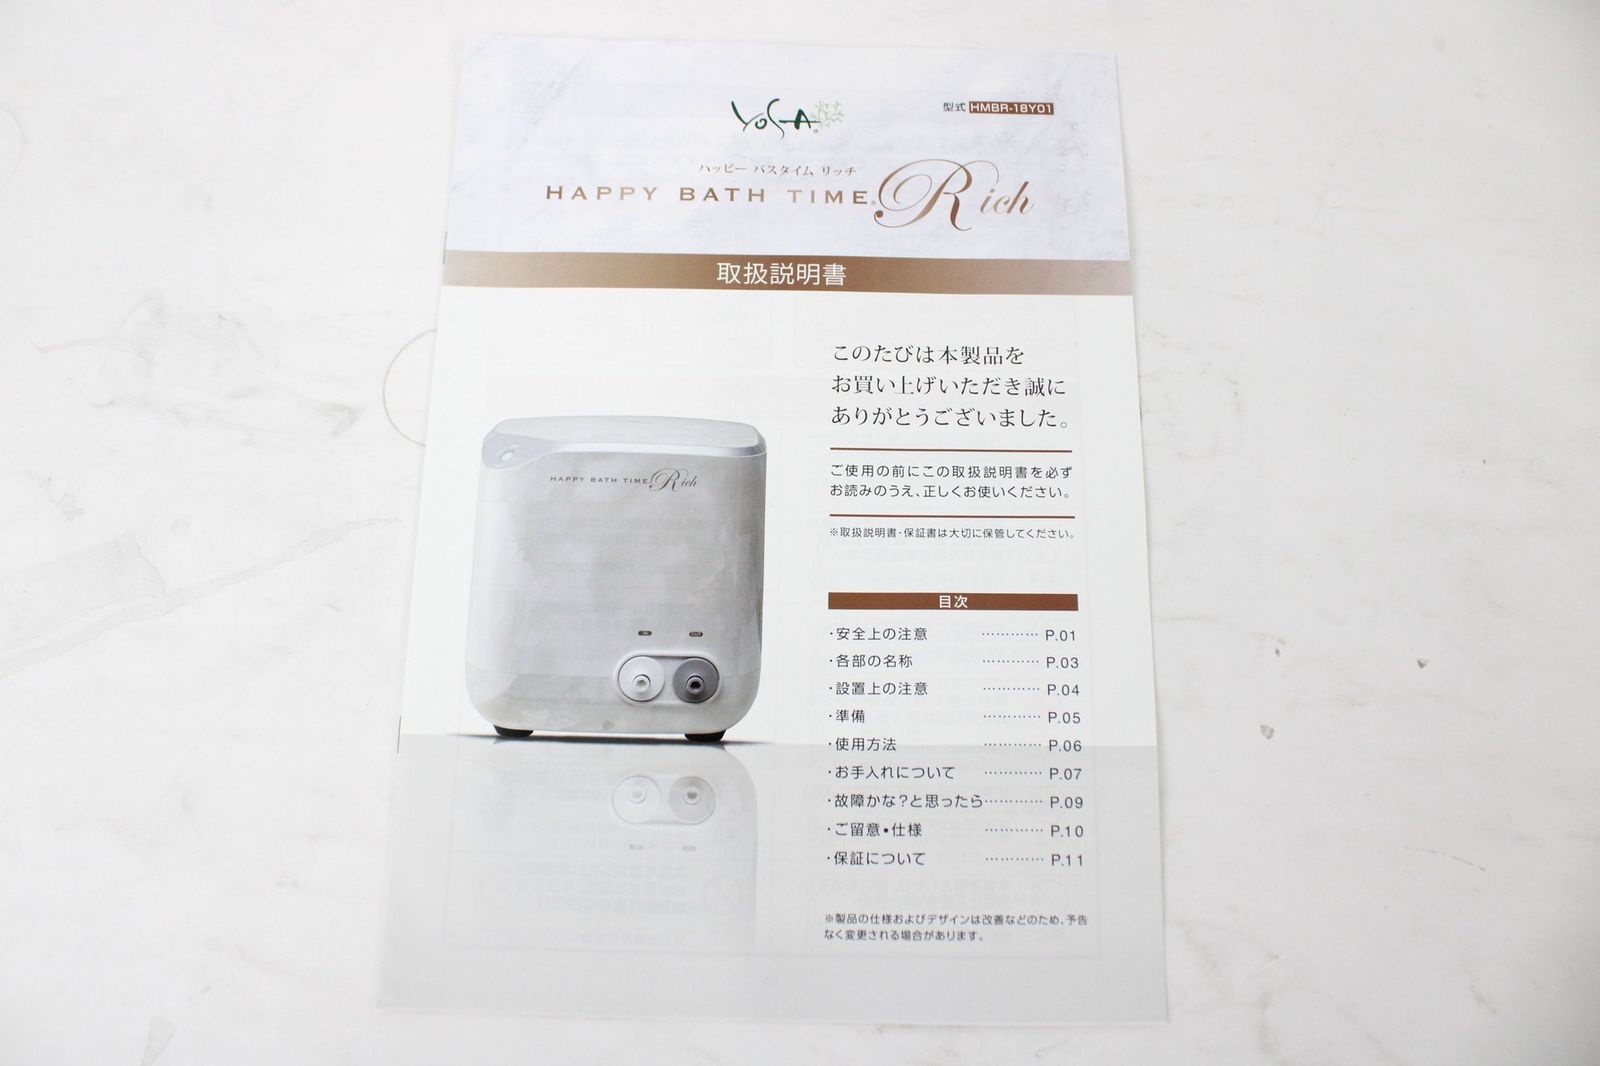 YOSA
型式 HMBR-18Y01
ハッピー バスタイム リッチ
HAPPY BATH TIME® Rich
取扱説明書
このたびは本製品を
お買い上げいただき誠に
ありがとうございました。
ご使用の前にこの取扱説明書を必ず
お読みのうえ、正しくお使いください。
※取扱説明書・保証書は大切に保管してください。
HAPPY BATH TIME Rich
IN OUT
目次
・安全上の注意 ………… P.01
・各部の名称 ………… P.03
・設置上の注意 ………… P.04
・準備 ………… P.05
・使用方法 ………… P.06
・お手入れについて ………… P.07
・故障かな?と思ったら………… P.09
・ご留意・仕様 ………… P.10
・保証について ………… P.11
※製品の仕様およびデザインは改善などのため、予告
なく変更される場合があります。